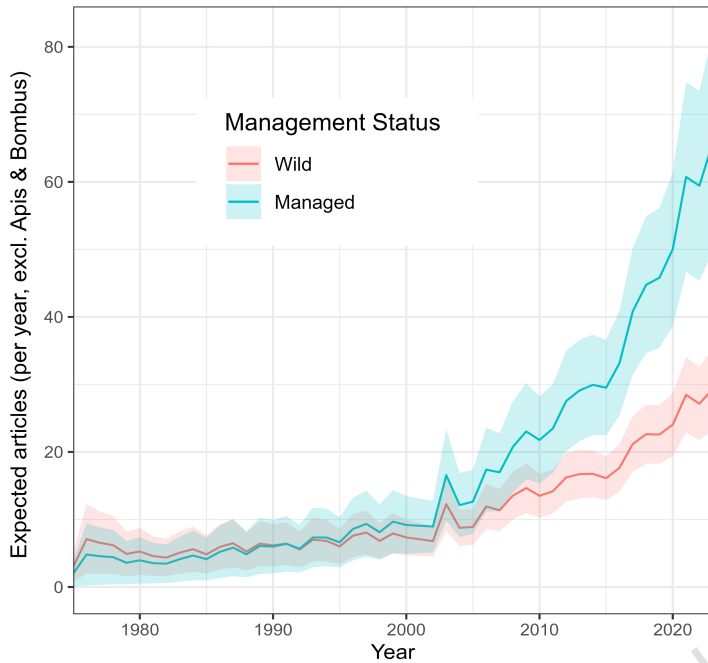 Expected articles (per year, excl. Apis & Bombus)
80
60
40
20
0
Management Status
Wild
Managed
1980
1990
2000
2010
2020
Year